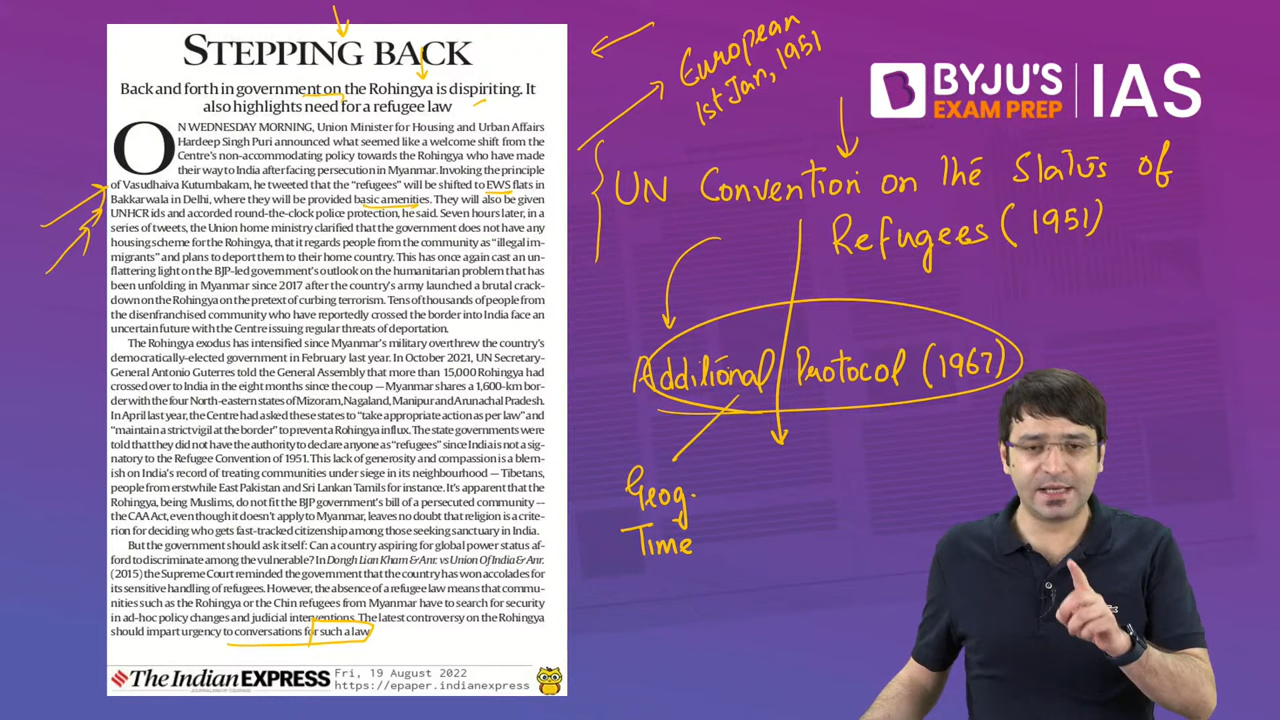 STEPPING BACK
Back and forth in government on the Rohingya is dispiriting. It
also highlights need for a refugee law
ON WEDNESDAY MORNING, Union Minister for Housing and Urban Affairs
Hardeep Singh Puri announced what seemed like a welcome shift from the
Centre's non-accommodating policy towards the Rohingya who have made
their way to India after facing persecution in Myanmar. Invoking the principle
of Vasudhaiva Kutumbakam, he tweeted that the "refugees" will be shifted to EWS flats in
Bakkarwala in Delhi, where they will be provided basic amenities. They will also be given
UNHCR ids and accorded round-the-clock police protection, he said. Seven hours later, in a
series of tweets, the Union home ministry clarified that the government does not have any
housing scheme for the Rohingya, that it regards people from the community as "illegal im-
migrants" and plans to deport them to their home country. This has once again cast an un-
flattering light on the BJP-led government's outlook on the humanitarian problem that has
been unfolding in Myanmar since 2017 after the country's army launched a brutal crack-
down on the Rohingya on the pretext of curbing terrorism. Tens of thousands of people from
the disenfranchised community who have reportedly crossed the border into India face an
uncertain future with the Centre issuing regular threats of deportation.
The Rohingya exodus has intensified since Myanmar's military overthrew the country's
democratically-elected government in February last year. In October 2021, UN Secretary-
General Antonio Guterres told the General Assembly that more than 15,000 Rohingya had
crossed over to India in the eight months since the coup — Myanmar shares a 1,600-km bor-
der with the four North-eastern states of Mizoram, Nagaland, Manipur and Arunachal Pradesh.
In April last year, the Centre had asked these states to "take appropriate action as per law" and
"maintain a strict vigil at the border" to prevent a Rohingya influx. The state governments were
told that they did not have the authority to declare anyone as "refugees" since India is not a sig-
natory to the Refugee Convention of 1951. This lack of generosity and compassion is a blem-
ish on India's record of treating communities under siege in its neighbourhood — Tibetans,
people from erstwhile East Pakistan and Sri Lankan Tamils for instance. It's apparent that the
Rohingya, being Muslims, do not fit the BJP government's bill of a persecuted community —
the CAA Act, even though it doesn't apply to Myanmar, leaves no doubt that religion is a crite-
rion for deciding who gets fast-tracked citizenship among those seeking sanctuary in India.
But the government should ask itself: Can a country aspiring for global power status af-
ford to discriminate among the vulnerable? In Dongh Lian Kham & Anr. vs Union Of India & Anr.
(2015) the Supreme Court reminded the government that the country has won accolades for
its sensitive handling of refugees. However, the absence of a refugee law means that commu-
nities such as the Rohingya or the Chin refugees from Myanmar have to search for security
in ad-hoc policy changes and judicial interventions. The latest controversy on the Rohingya
should impart urgency to conversations for such a law.
The Indian EXPRESS
JOURNALISM OF COURAGE
Fri, 19 August 2022
https://epaper.indianexpress
European
1st Jan, 1951
BYJU'S
EXAM PREP
IAS
UN Convention on the Status of
Refugees (1951)
Additional Protocol (1967)
Geog.
Time